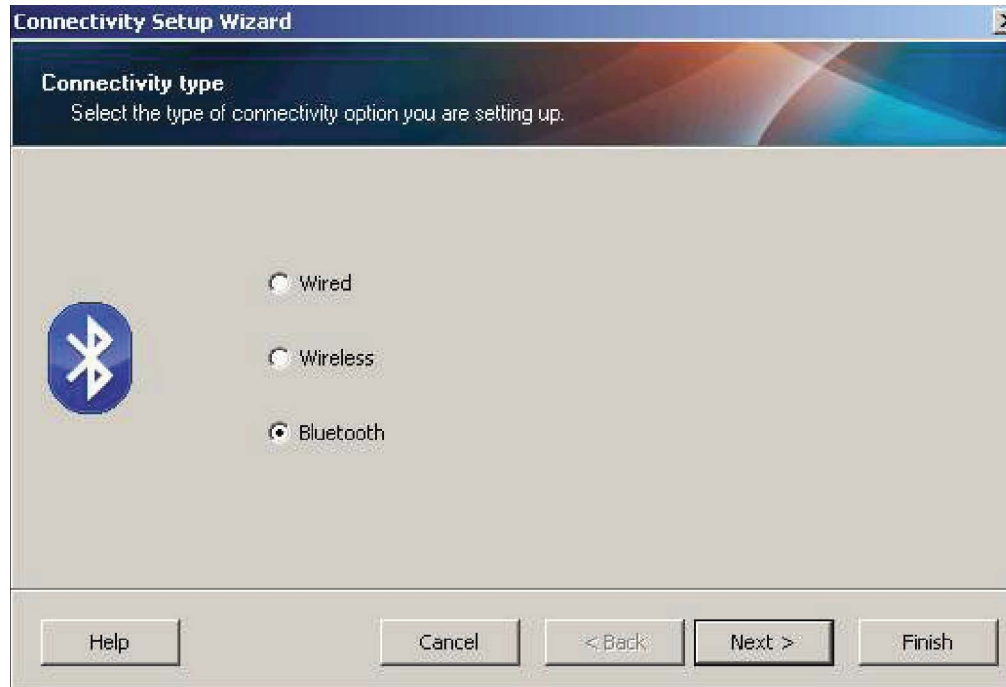 Connectivity Setup Wizard
Connectivity type
Select the type of connectivity option you are setting up.
Wired
Wireless
Bluetooth
Help
Cancel
< Back
Next >
Finish